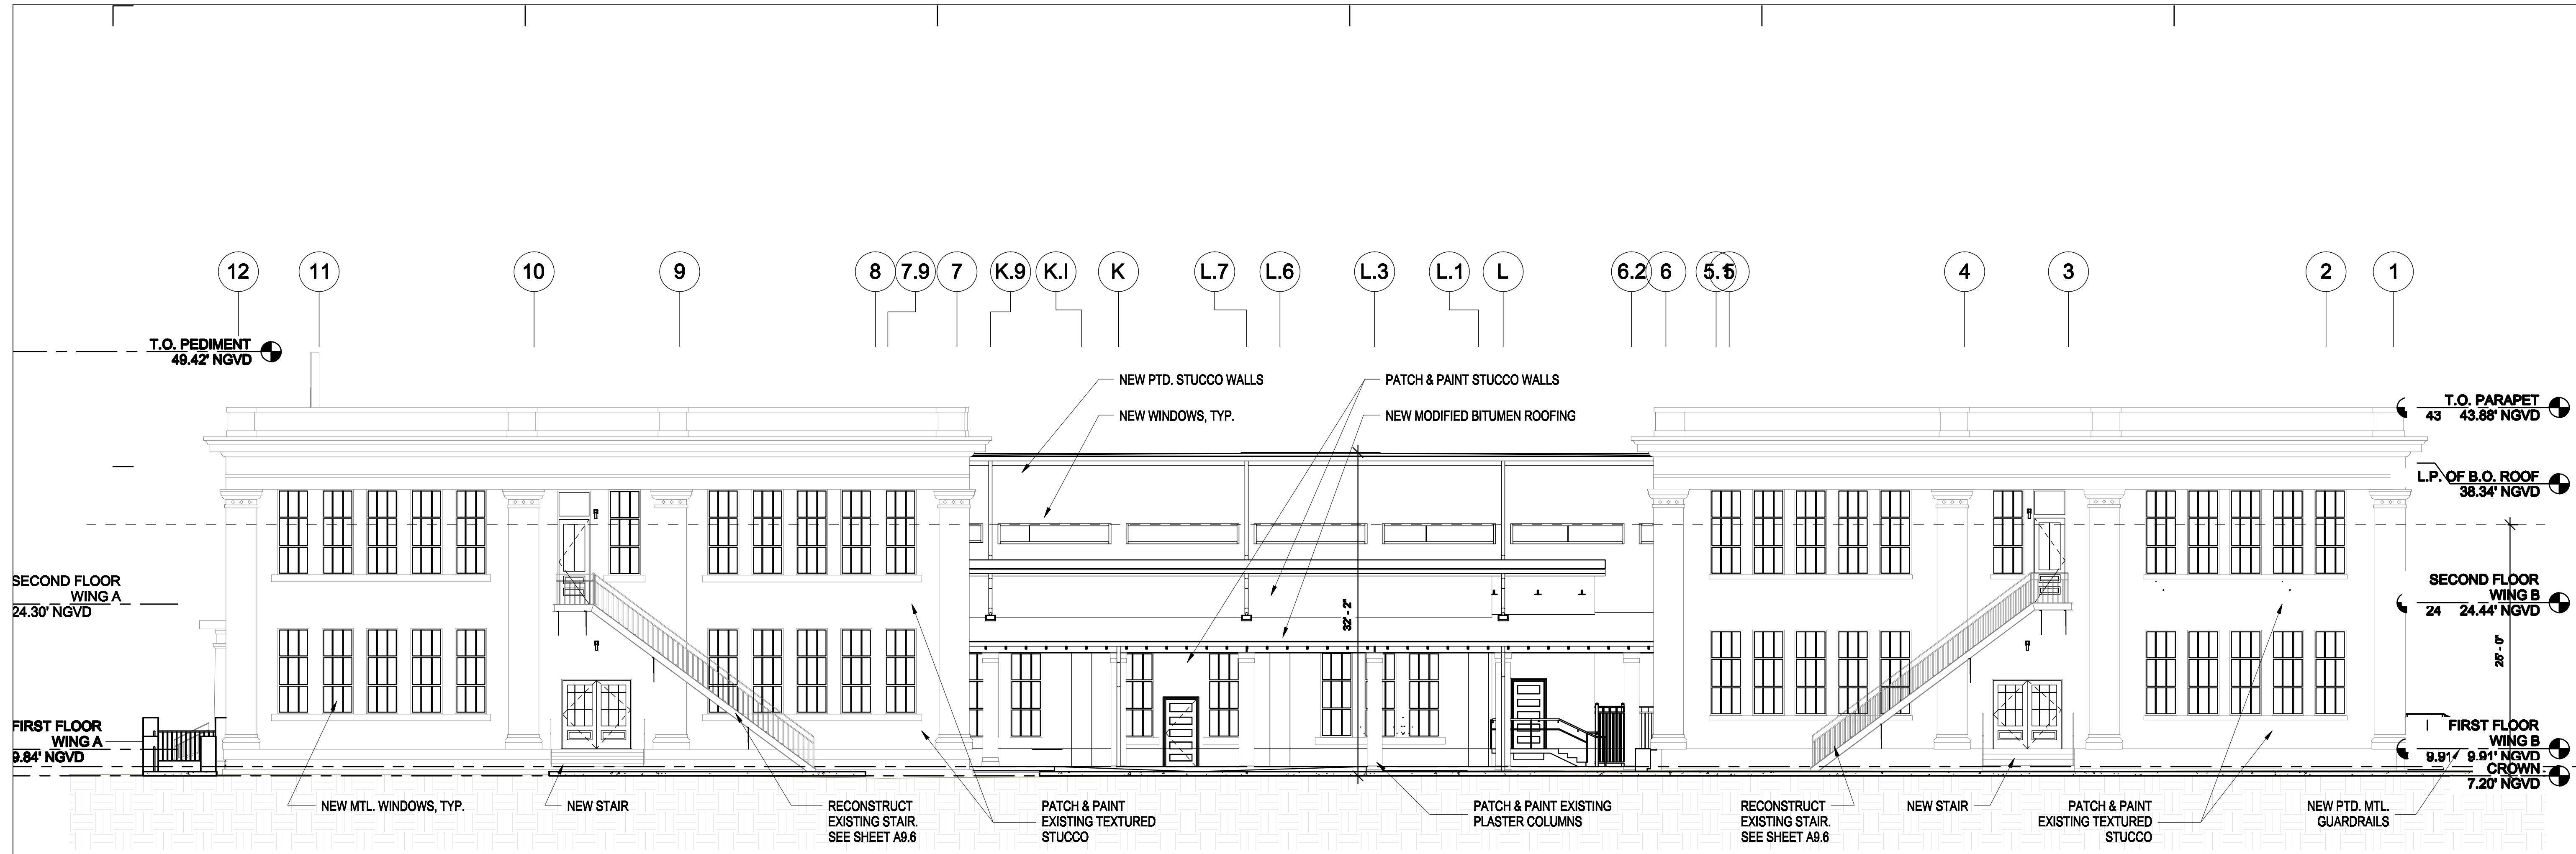 12
11
10
9
8
7.9
7
K.9
K.I
K
L.7
L.6
L.3
L.1
L
6.2
6
5.1
5
4
3
2
1
T.O. PEDIMENT
49.42' NGVD
NEW PTD. STUCCO WALLS
NEW WINDOWS, TYP.
PATCH & PAINT STUCCO WALLS
NEW MODIFIED BITUMEN ROOFING
T.O. PARAPET
43 43.88' NGVD
L.P. OF B.O. ROOF
38.34' NGVD
SECOND FLOOR
WING A
24.30' NGVD
SECOND FLOOR
WING B
24 24.44' NGVD
32' - 2"
25' - 0"
FIRST FLOOR
WING A
9.84' NGVD
FIRST FLOOR
WING B
9.91' 9.91' NGVD
CROWN
7.20' NGVD
NEW MTL. WINDOWS, TYP.
NEW STAIR
RECONSTRUCT
EXISTING STAIR.
SEE SHEET A9.6
PATCH & PAINT
EXISTING TEXTURED
STUCCO
PATCH & PAINT EXISTING
PLASTER COLUMNS
RECONSTRUCT
EXISTING STAIR.
SEE SHEET A9.6
NEW STAIR
PATCH & PAINT
EXISTING TEXTURED
STUCCO
NEW PTD. MTL.
GUARDRAILS